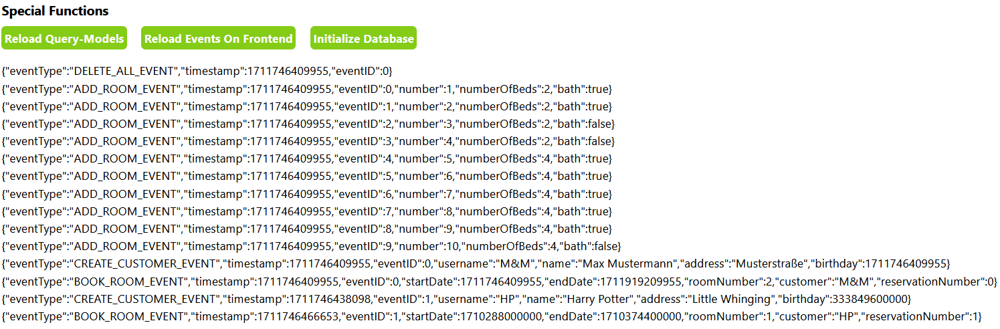 Special Functions
Reload Query-Models Reload Events On Frontend Initialize Database
{"eventType":"DELETE_ALL_EVENT","timestamp":1711746409955,"eventID":0}
{"eventType":"ADD_ROOM_EVENT","timestamp":1711746409955,"eventID":0,"number":1,"numberOfBeds":2,"bath":true}
{"eventType":"ADD_ROOM_EVENT","timestamp":1711746409955,"eventID":1,"number":2,"numberOfBeds":2,"bath":true}
{"eventType":"ADD_ROOM_EVENT","timestamp":1711746409955,"eventID":2,"number":3,"numberOfBeds":2,"bath":false}
{"eventType":"ADD_ROOM_EVENT","timestamp":1711746409955,"eventID":3,"number":4,"numberOfBeds":2,"bath":false}
{"eventType":"ADD_ROOM_EVENT","timestamp":1711746409955,"eventID":4,"number":5,"numberOfBeds":4,"bath":true}
{"eventType":"ADD_ROOM_EVENT","timestamp":1711746409955,"eventID":5,"number":6,"numberOfBeds":4,"bath":true}
{"eventType":"ADD_ROOM_EVENT","timestamp":1711746409955,"eventID":6,"number":7,"numberOfBeds":4,"bath":true}
{"eventType":"ADD_ROOM_EVENT","timestamp":1711746409955,"eventID":7,"number":8,"numberOfBeds":4,"bath":true}
{"eventType":"ADD_ROOM_EVENT","timestamp":1711746409955,"eventID":8,"number":9,"numberOfBeds":4,"bath":true}
{"eventType":"ADD_ROOM_EVENT","timestamp":1711746409955,"eventID":9,"number":10,"numberOfBeds":4,"bath":false}
{"eventType":"CREATE_CUSTOMER_EVENT","timestamp":1711746409955,"eventID":0,"username":"M&M","name":"Max Mustermann","address":"Musterstraße","birthday":1711746409955}
{"eventType":"BOOK_ROOM_EVENT","timestamp":1711746409955,"eventID":0,"startDate":1711746409955,"endDate":1711919209955,"roomNumber":2,"customer":"M&M","reservationNumber":0}
{"eventType":"CREATE_CUSTOMER_EVENT","timestamp":1711746438098,"eventID":1,"username":"HP","name":"Harry Potter","address":"Little Whinging","birthday":333849600000}
{"eventType":"BOOK_ROOM_EVENT","timestamp":1711746466653,"eventID":1,"startDate":1710288000000,"endDate":1710374400000,"roomNumber":1,"customer":"HP","reservationNumber":1}